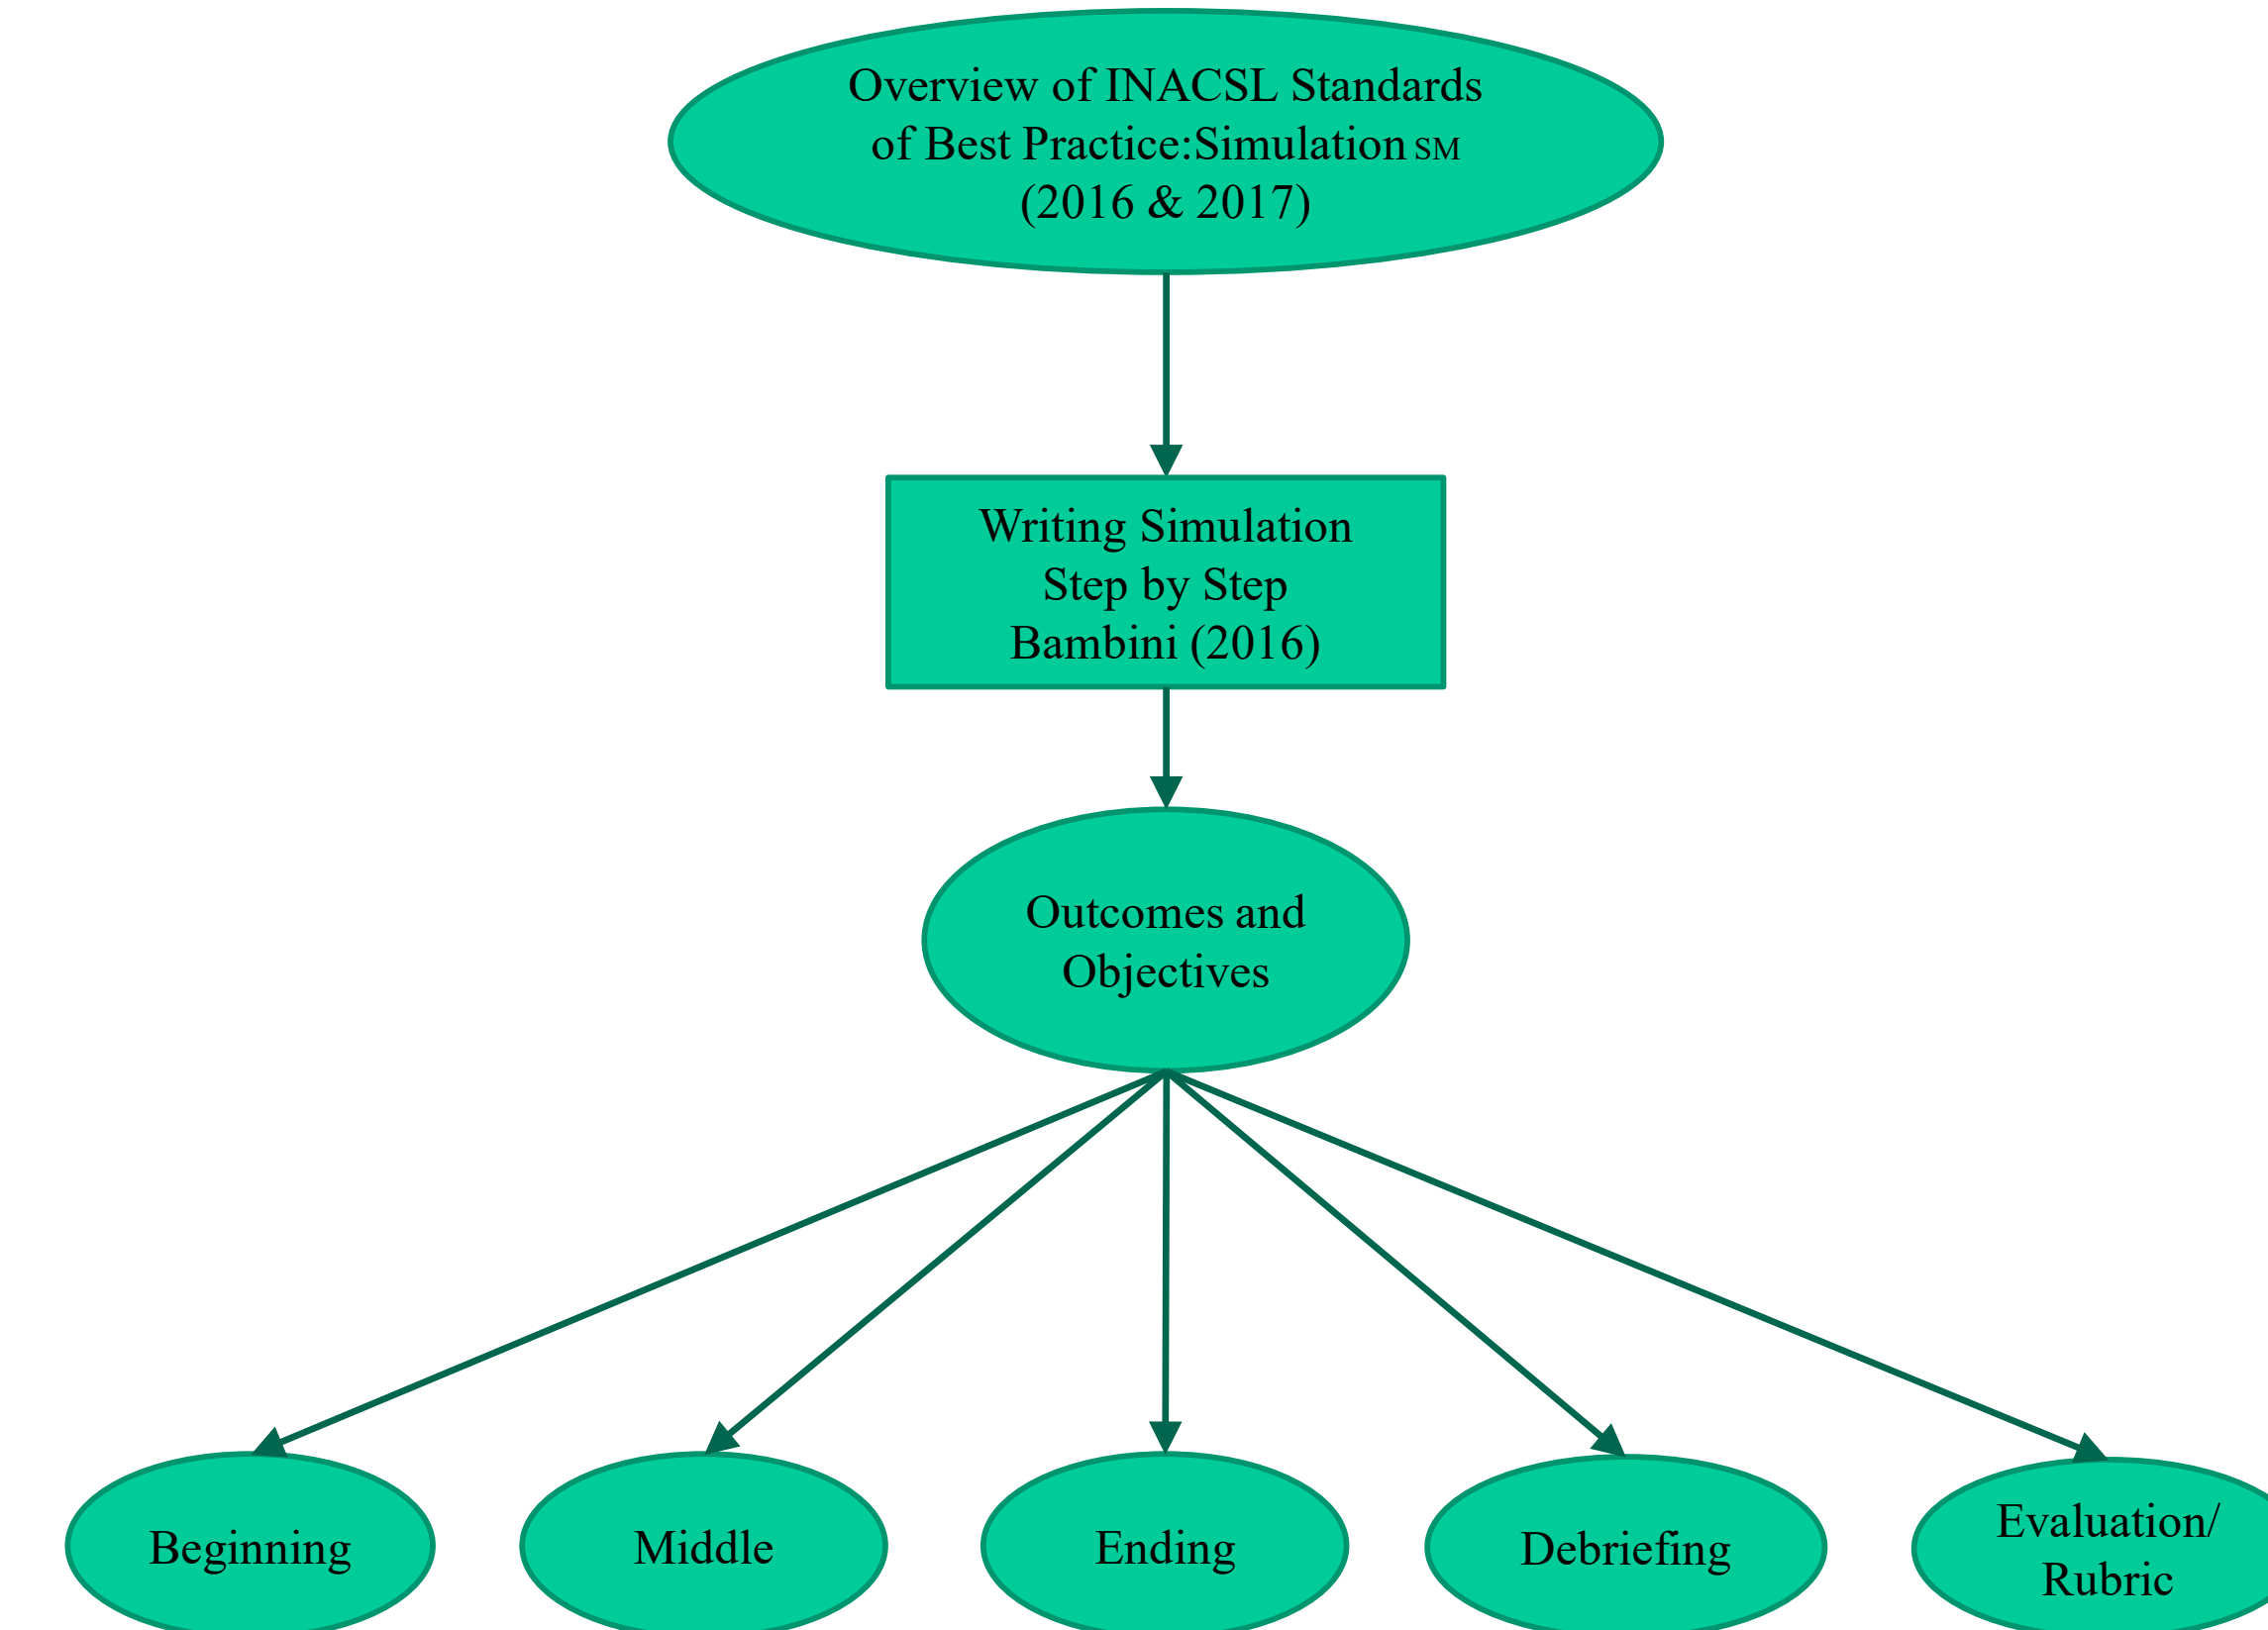 Overview of INACSL Standards
of Best Practice:Simulation SM
(2016 & 2017)
Writing Simulation
Step by Step
Bambini (2016)
Outcomes and
Objectives
Beginning
Middle
Ending
Debriefing
Evaluation/
Rubric